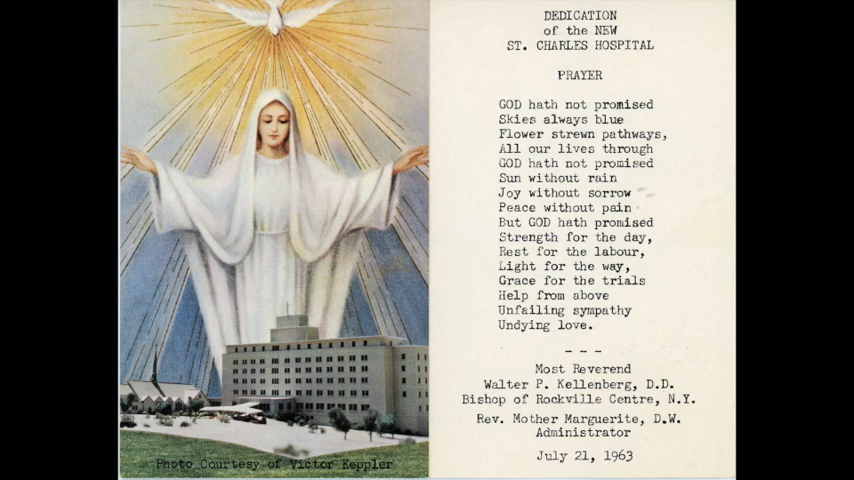 DEDICATION
of the NEW
ST. CHARLES HOSPITAL
PRAYER
GOD hath not promised
Skies always blue
Flower strewn pathways,
All our lives through
GOD hath not promised
Sun without rain
Joy without sorrow
Peace without pain
But GOD hath promised
Strength for the day,
Rest for the labour,
Light for the way,
Grace for the trials
Help from above
Unfailing sympathy
Undying love.
- - -
Most Reverend
Walter P. Kellenberg, D.D.
Bishop of Rockville Centre, N.Y.
Rev. Mother Marguerite, D.W.
Administrator
July 21, 1963
Photo Courtesy of Victor Keppler